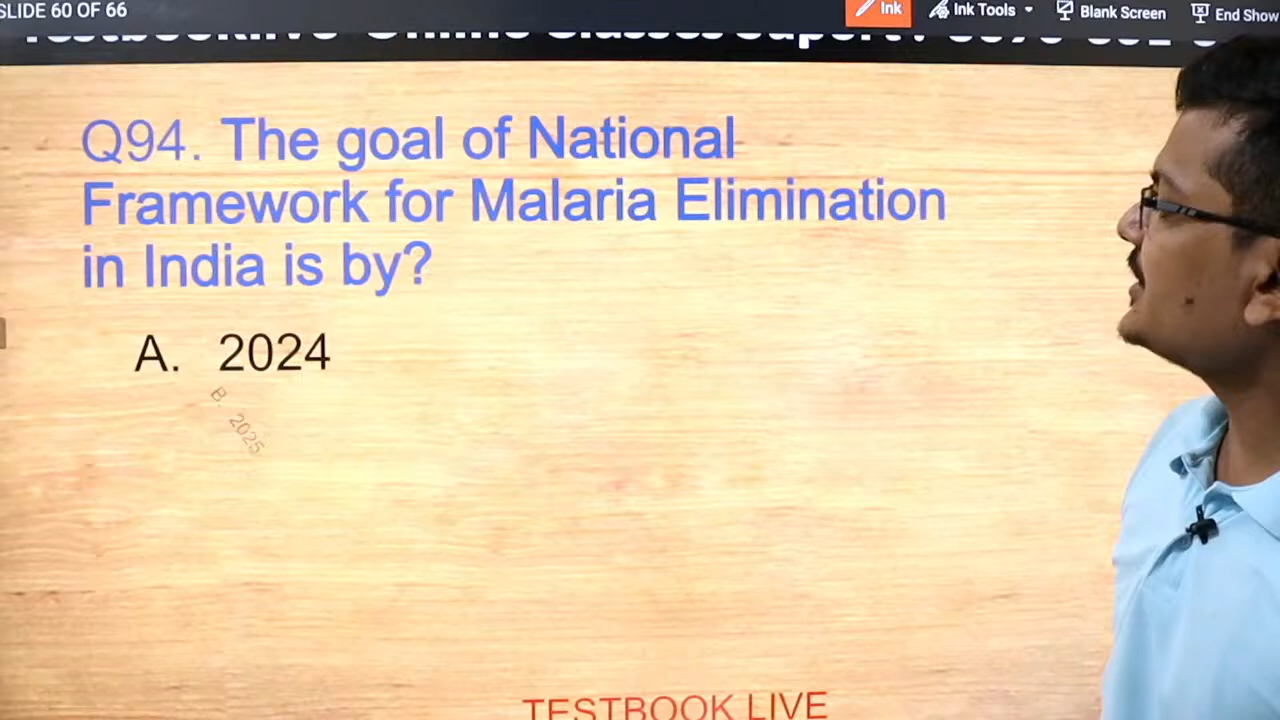 SLIDE 60 OF 66
Ink
Ink Tools
Blank Screen
End Show
Q94. The goal of National
Framework for Malaria Elimination
in India is by?
A. 2024
B. 2025
TESTBOOK LIVE